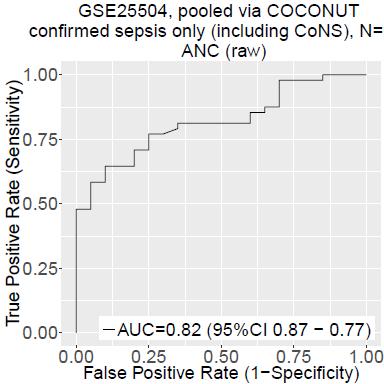 GSE25504, pooled via COCONUT
confirmed sepsis only (including CoNS), N=
ANC (raw)
True Positive Rate (Sensitivity)
1.00
0.75
0.50
0.25
0.00
AUC=0.82 (95%CI 0.87 − 0.77)
0.00 0.25 0.50 0.75 1.00
False Positive Rate (1−Specificity)